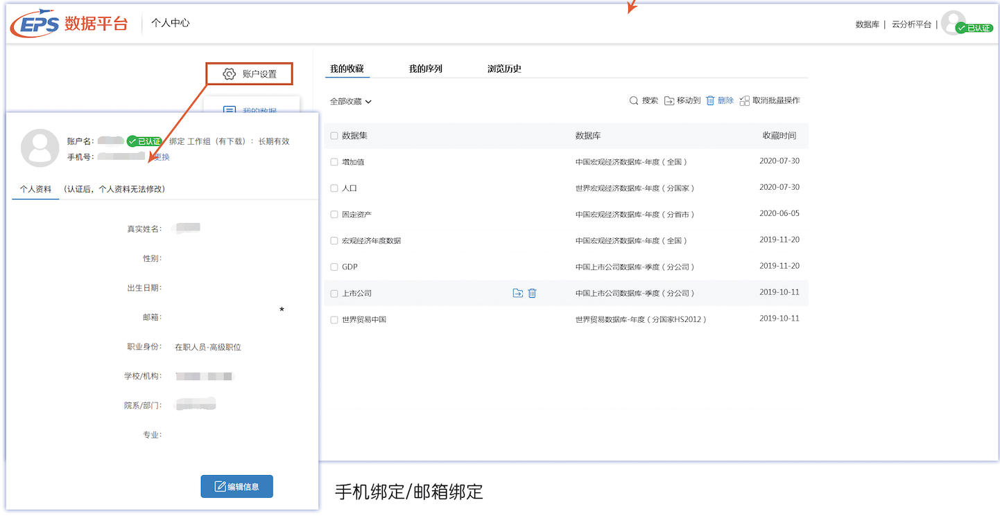 EPS 数据平台 个人中心 数据库 | 云分析平台 | 已认证
账户设置
我的数据
账户名： 已认证 绑定 工作组（有下载）：长期有效
手机号： 更换
个人资料 （认证后，个人资料无法修改）
真实姓名：
性别：
出生日期：
邮箱： *
职业身份： 在职人员-高级职位
学校/机构：
院系/部门：
专业：
编辑信息
我的收藏 我的序列 浏览历史
全部收藏 搜索 移动到 删除 取消批量操作
数据集 数据库 收藏时间
增加值 中国宏观经济数据库-年度（全国） 2020-07-30
人口 世界宏观经济数据库-年度（分国家） 2020-07-30
固定资产 中国宏观经济数据库-年度（分省市） 2020-06-05
宏观经济年度数据 中国宏观经济数据库-年度（全国） 2019-11-20
GDP 中国上市公司数据库-季度（分公司） 2019-11-20
上市公司 中国上市公司数据库-季度（分公司） 2019-10-11
世界贸易中国 世界贸易数据库-年度（分国家HS2012） 2019-10-11
手机绑定/邮箱绑定